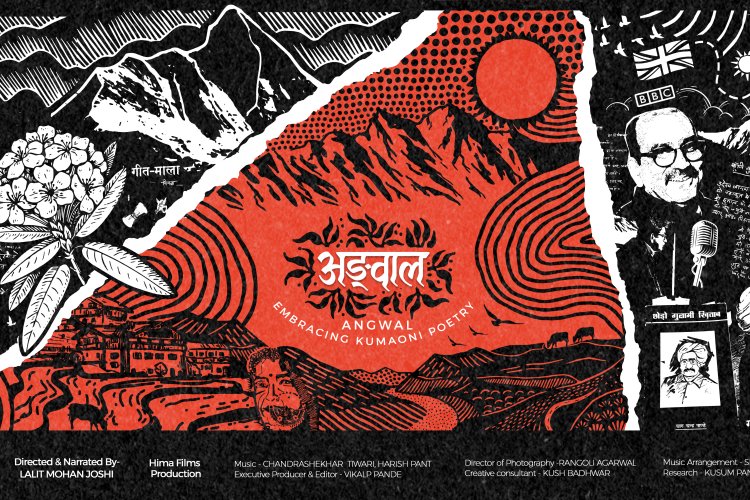 गीत-माला
BBC
अङ्वाल
ANGWAL
EMBRACING KUMAONI POETRY
छोड़ो गुलामी खिताब
Directed & Narrated By-
LALIT MOHAN JOSHI
Hima Films
Production
Music - CHANDRASHEKHAR TIWARI, HARISH PANT
Executive Producer & Editor - VIKALP PANDE
Director of Photography -RANGOLI AGARWAL
Creative consultant - KUSH BADHWAR
Music Arrangement - S
Research - KUSUM PA